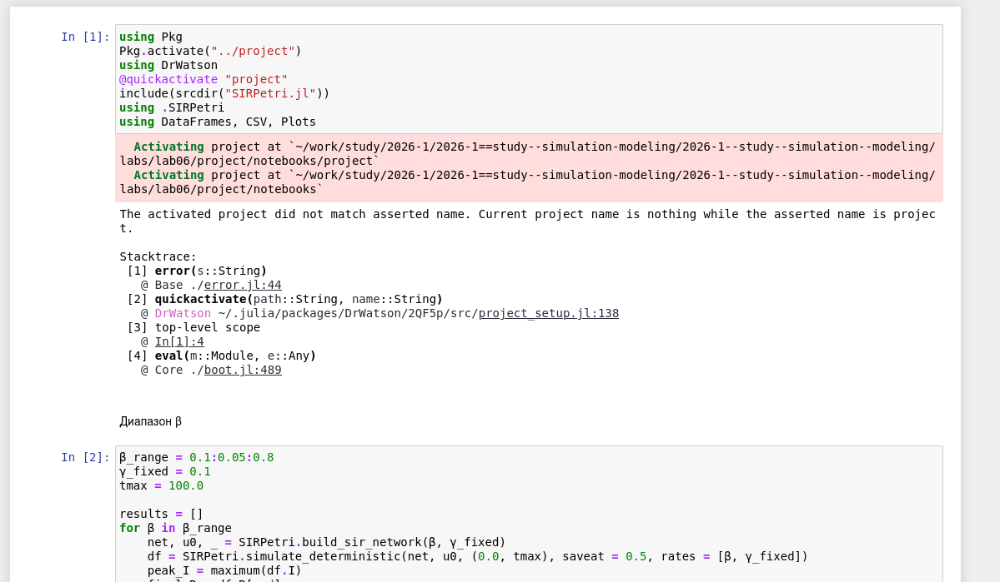 In [1]:
using Pkg
Pkg.activate("../project")
using DrWatson
@quickactivate "project"
include(srcdir("SIRPetri.jl"))
using .SIRPetri
using DataFrames, CSV, Plots
Activating project at `~/work/study/2026-1/2026-1==study--simulation-modeling/2026-1--study--simulation--modeling/
labs/lab06/project/notebooks/project`
Activating project at `~/work/study/2026-1/2026-1==study--simulation-modeling/2026-1--study--simulation--modeling/
labs/lab06/project/notebooks`
The activated project did not match asserted name. Current project name is nothing while the asserted name is projec
t.
Stacktrace:
[1] error(s::String)
@ Base ./error.jl:44
[2] quickactivate(path::String, name::String)
@ DrWatson ~/.julia/packages/DrWatson/2QF5p/src/project_setup.jl:138
[3] top-level scope
@ In[1]:4
[4] eval(m::Module, e::Any)
@ Core ./boot.jl:489
Диапазон β
In [2]:
β_range = 0.1:0.05:0.8
γ_fixed = 0.1
tmax = 100.0
results = []
for β in β_range
net, u0, _ = SIRPetri.build_sir_network(β, γ_fixed)
df = SIRPetri.simulate_deterministic(net, u0, (0.0, tmax), saveat = 0.5, rates = [β, γ_fixed])
peak_I = maximum(df.I)